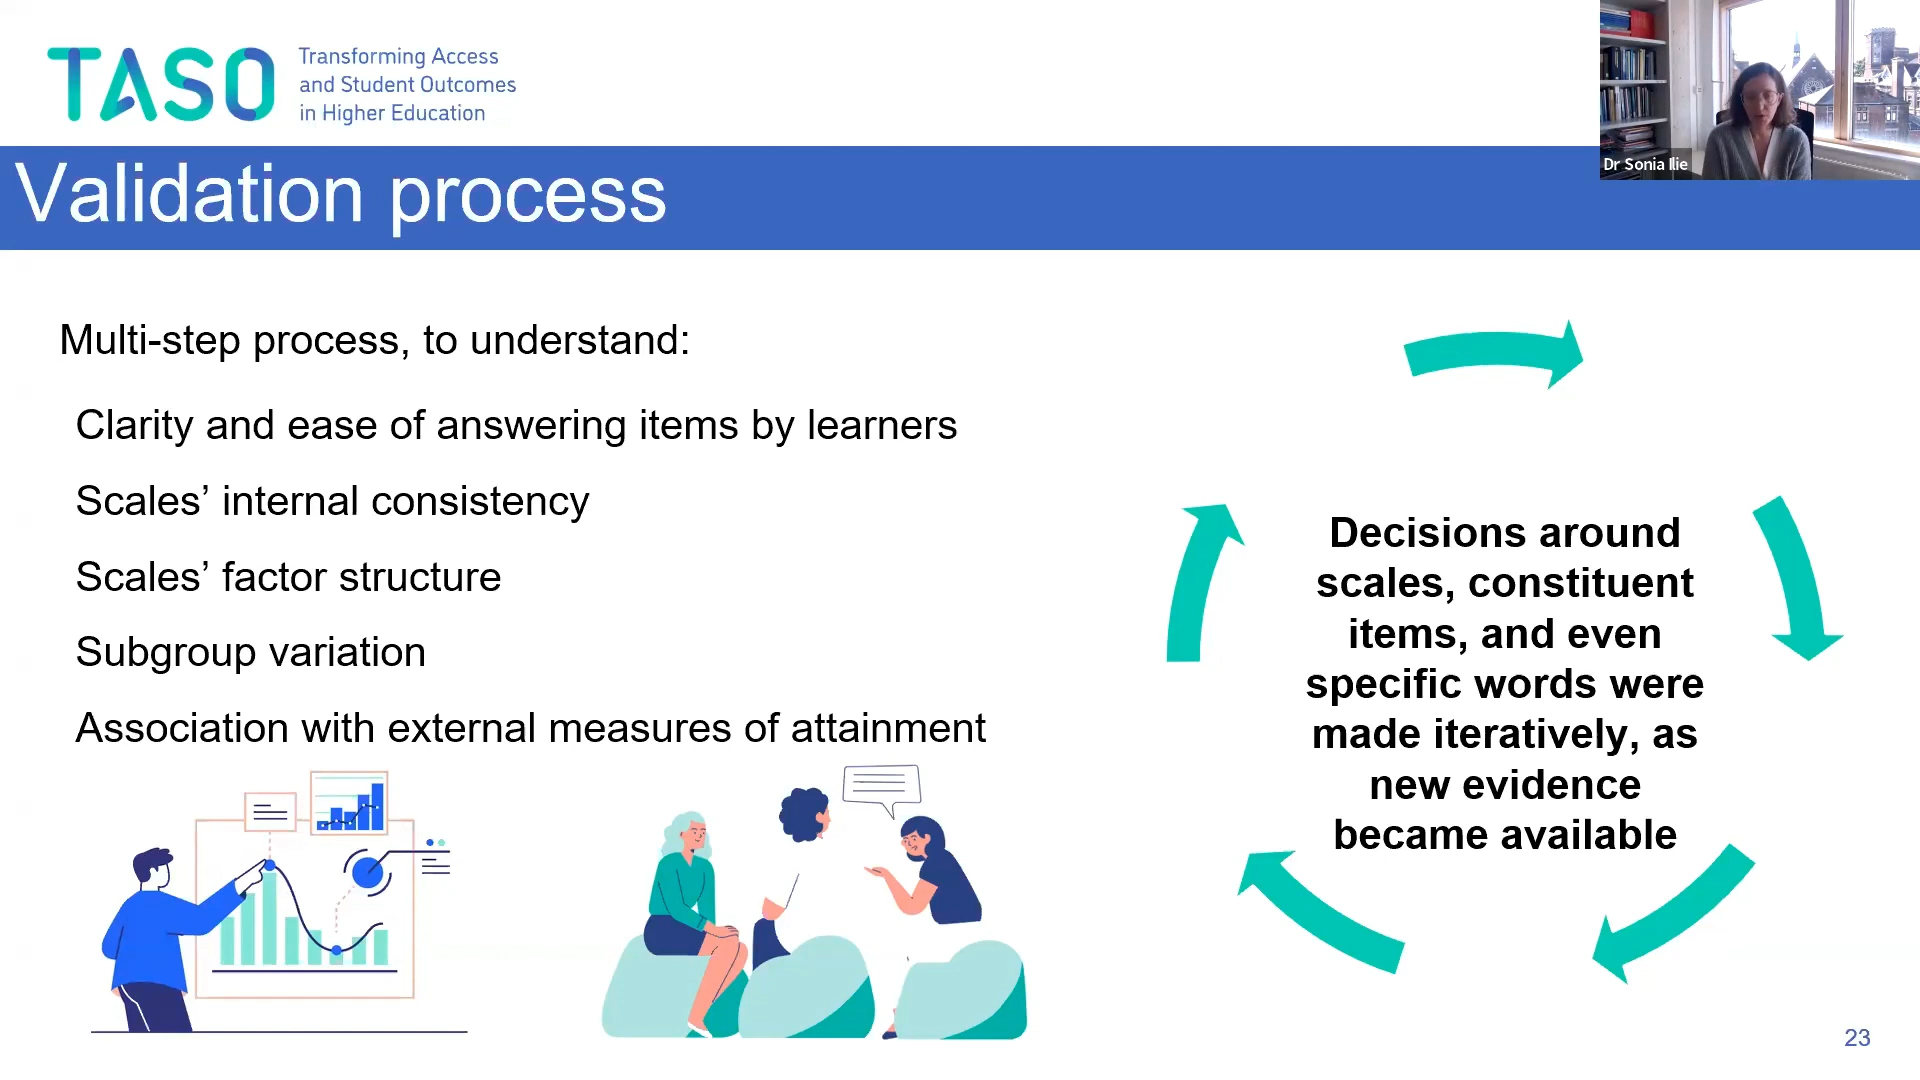 TASO
Transforming Access
and Student Outcomes
in Higher Education
Dr Sonia Ilie
Validation process
Multi-step process, to understand:
Clarity and ease of answering items by learners
Scales’ internal consistency
Scales’ factor structure
Subgroup variation
Association with external measures of attainment
Decisions around
scales, constituent
items, and even
specific words were
made iteratively, as
new evidence
became available
23